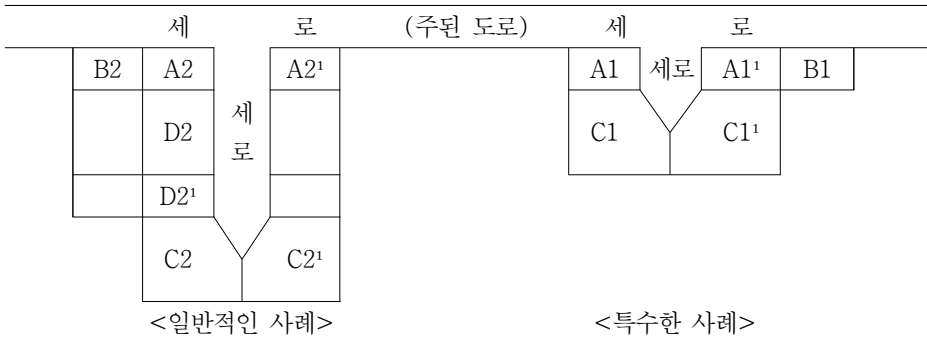 세 로 (주된 도로) 세 로
B2 A2 A2¹ A1 세로 A1¹ B1
D2 세로 C1 C1¹
D2¹
C2 C2¹
<일반적인 사례> <특수한 사례>